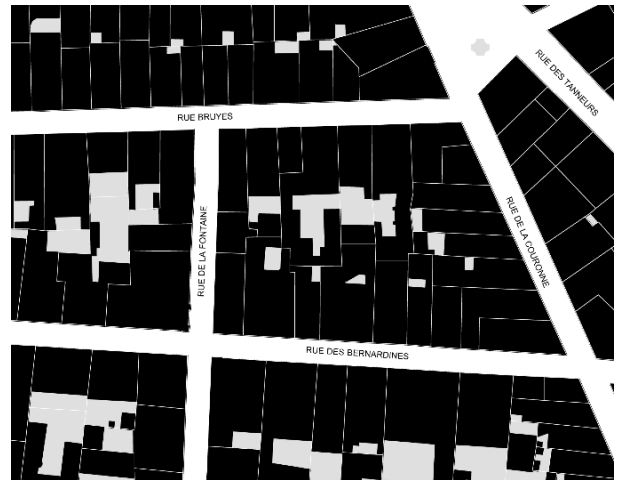 RUE DES TANNEURS
RUE BRUYES
RUE DE LA FONTAINE
RUE DE LA COURONNE
RUE DES BERNARDINES